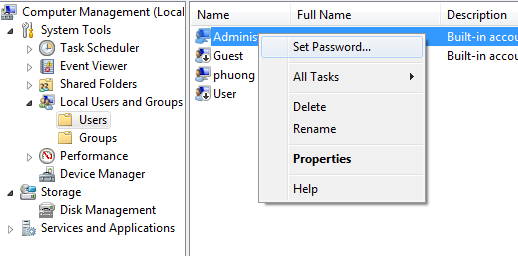 Computer Management (Local
System Tools
Task Scheduler
Event Viewer
Shared Folders
Local Users and Groups
Users
Groups
Performance
Device Manager
Storage
Disk Management
Services and Applications
Name Full Name Description
Adminis Built-in accou
Guest Built-in accou
phuong
User
Set Password...
All Tasks
Delete
Rename
Properties
Help